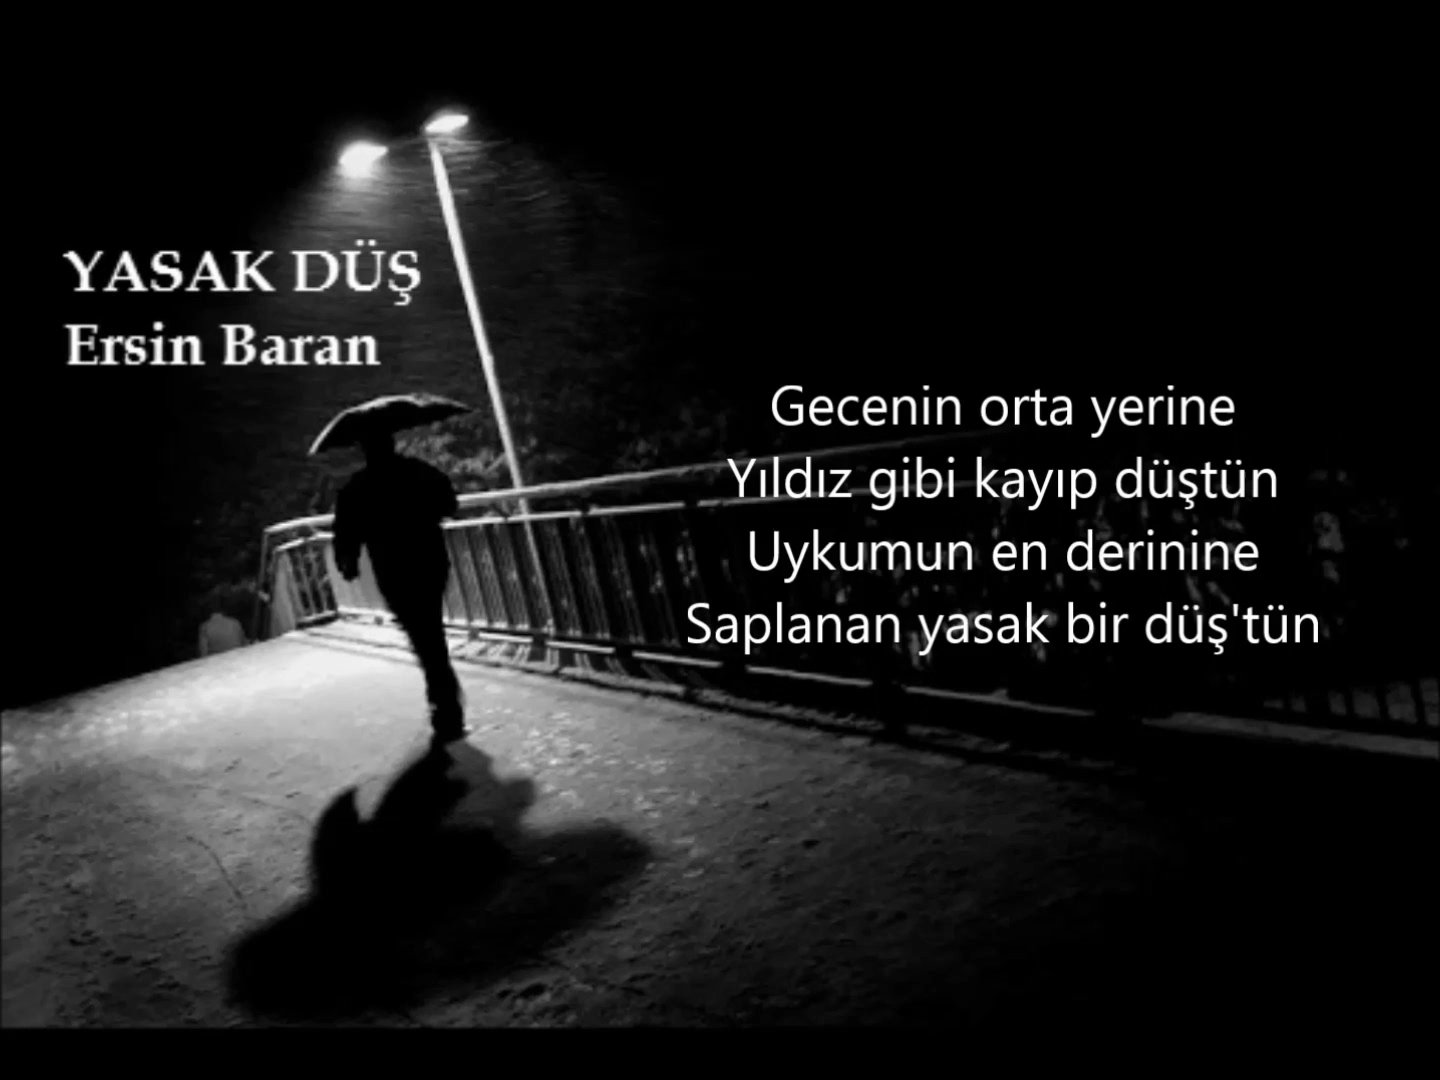 YASAK DÜŞ
Ersin Baran
Gecenin orta yerine
Yıldız gibi kayıp düştün
Uykumun en derinine
Saplanan yasak bir düş'tün